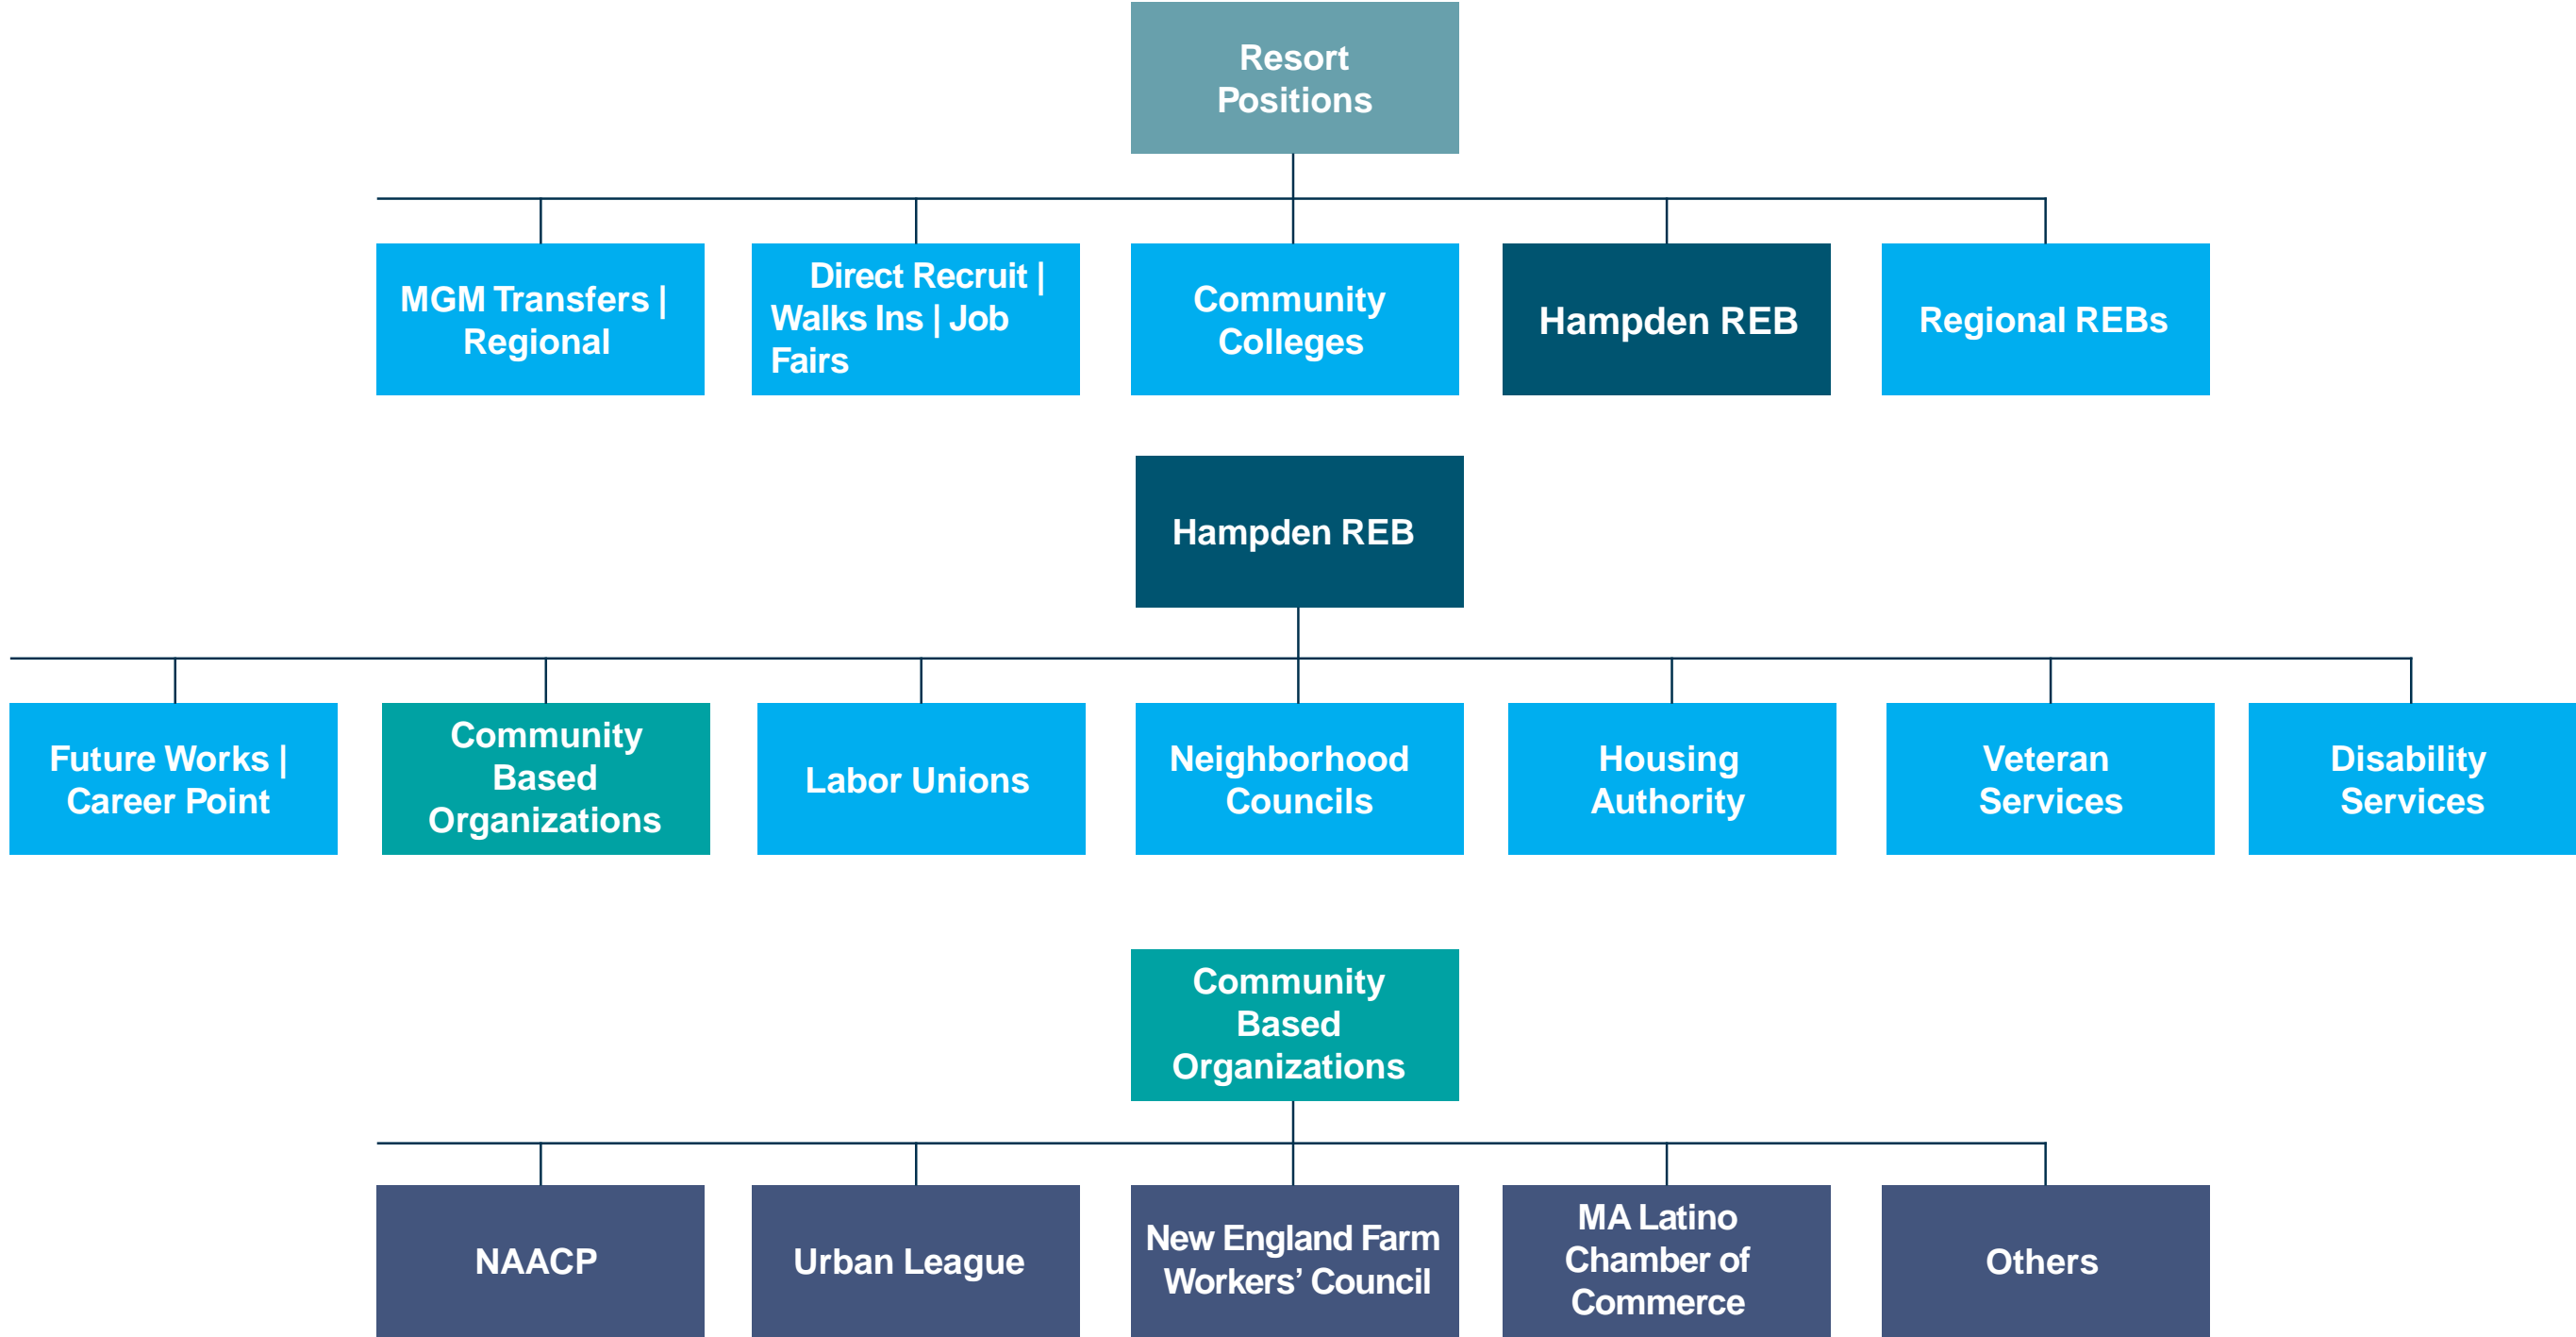 Resort
Positions
MGM Transfers |
Regional
Direct Recruit |
Walks Ins | Job
Fairs
Community
Colleges
Hampden REB
Regional REBs
Hampden REB
Future Works |
Career Point
Community
Based
Organizations
Labor Unions
Neighborhood
Councils
Housing
Authority
Veteran
Services
Disability
Services
Community
Based
Organizations
NAACP
Urban League
New England Farm
Workers’ Council
MA Latino
Chamber of
Commerce
Others